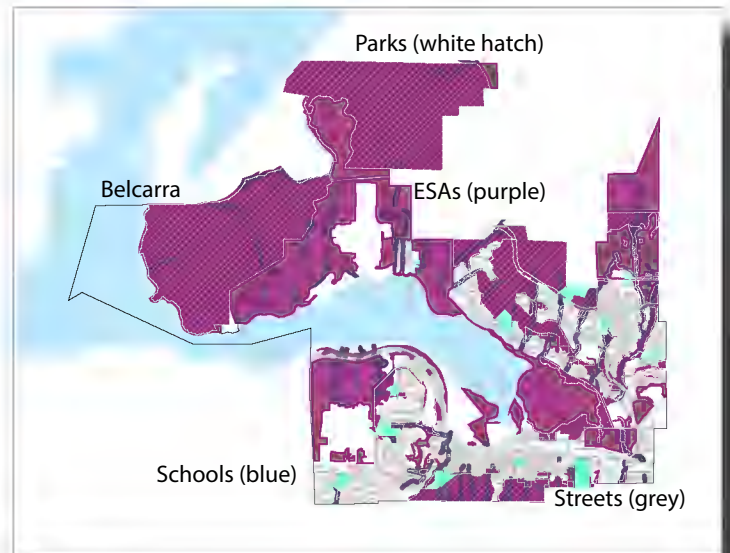 Parks (white hatch)
Belcarra
ESAs (purple)
Schools (blue)
Streets (grey)